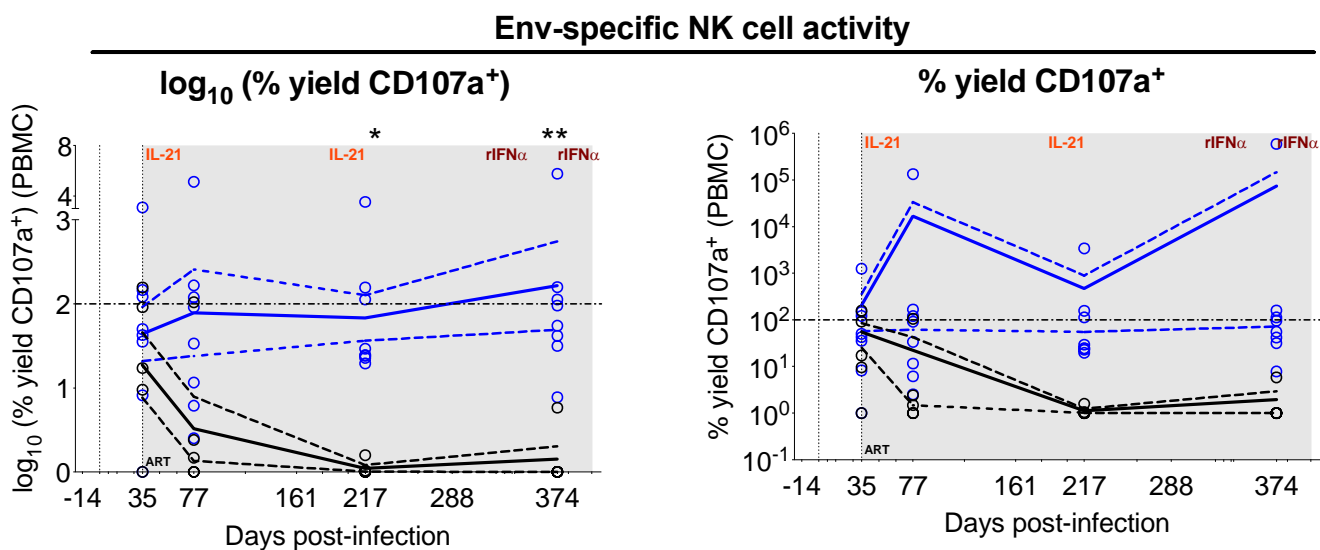 Env-specific NK cell activity
log10 (% yield CD107a+)
* **
log10 (% yield CD107a+) (PBMC)
8
4
3
2
1
0
IL-21 IL-21 rIFNα rIFNα
ART
-14 35 77 161 217 288 374
Days post-infection
% yield CD107a+
% yield CD107a+ (PBMC)
10^6
10^5
10^4
10^3
10^2
10^1
10^0
10^-1
IL-21 IL-21 rIFNα rIFNα
ART
-14 35 77 161 217 288 374
Days post-infection